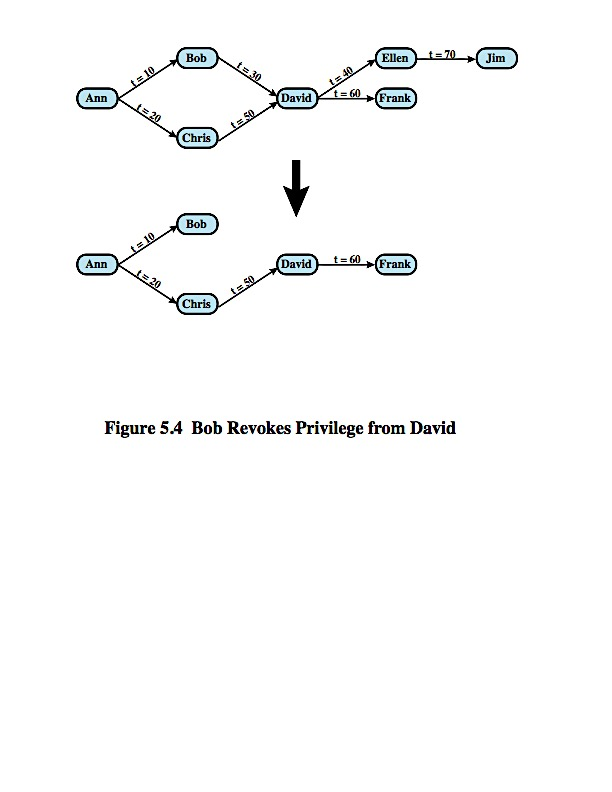 Bob
Ellen
t = 70
Jim
t = 10
t = 30
t = 40
Ann
David
t = 60
Frank
t = 20
t = 50
Chris
Bob
t = 10
Ann
David
t = 60
Frank
t = 20
t = 50
Chris
Figure 5.4 Bob Revokes Privilege from David